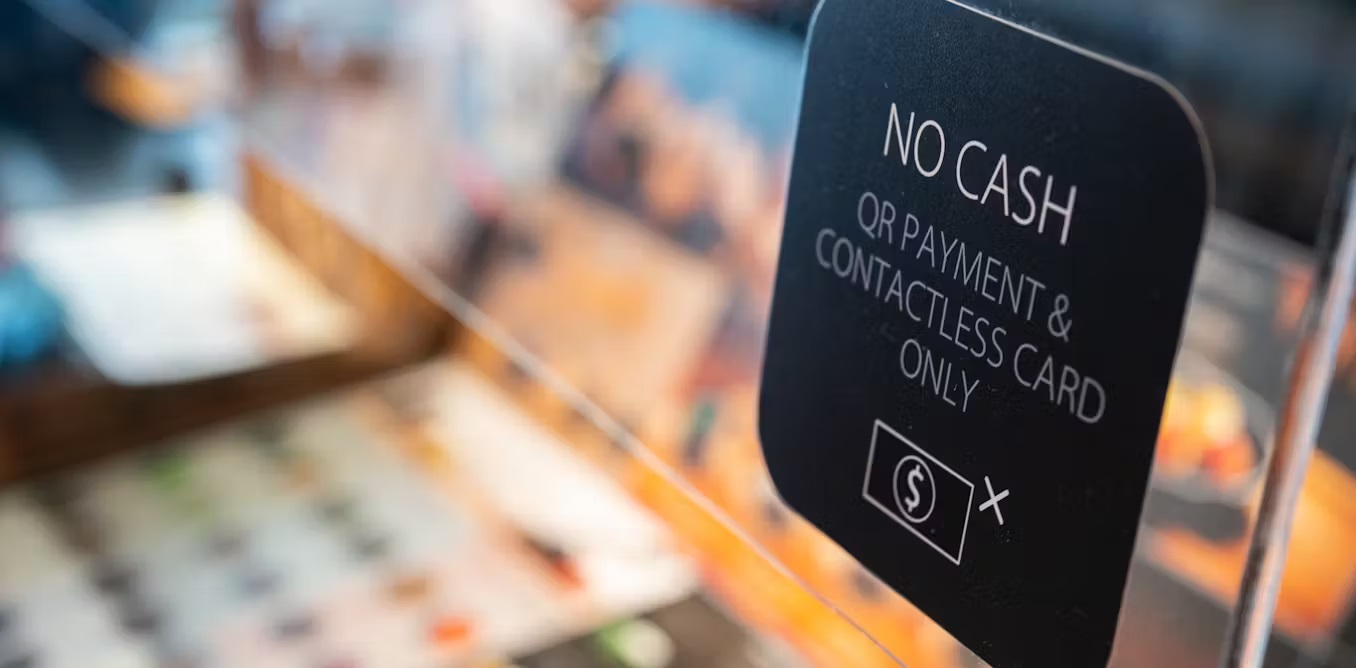 NO CASH
QR PAYMENT &
CONTACTLESS CARD
ONLY
$